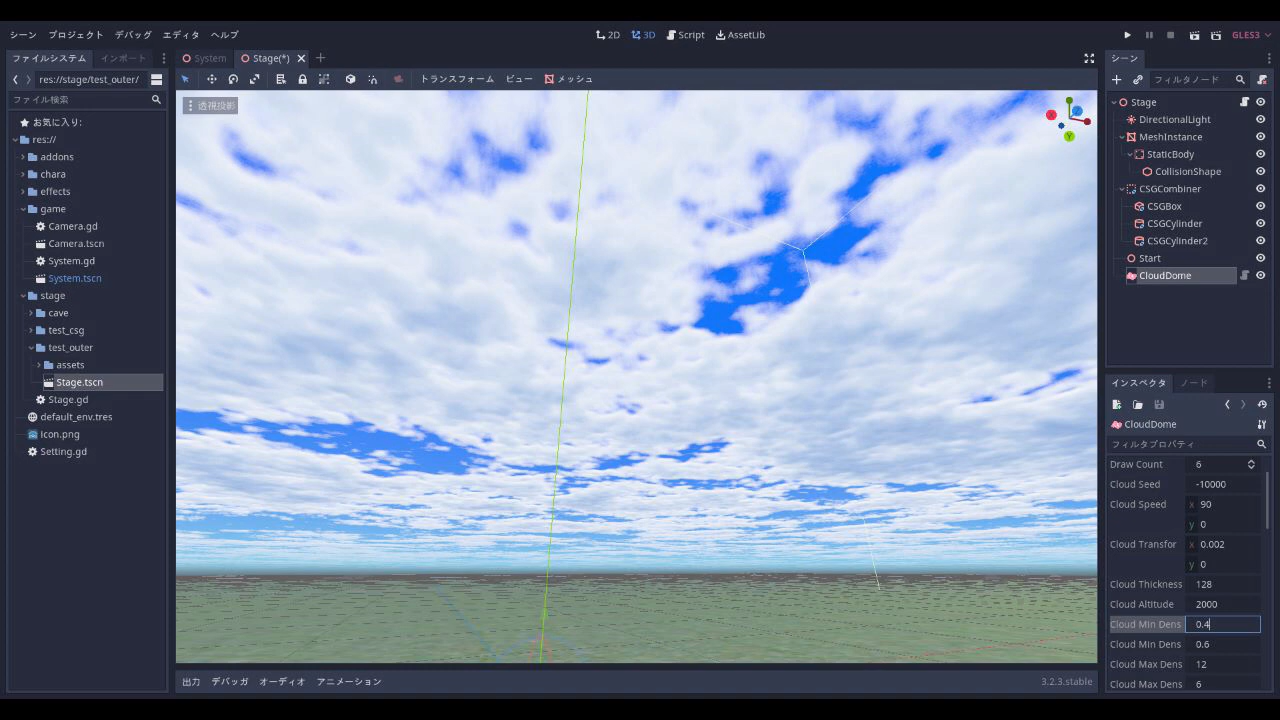 シーン プロジェクト デバッグ エディタ ヘルプ
2D 3D Script AssetLib
GLES3
ファイルシステム インポート
res://stage/test_outer/
ファイル検索
お気に入り:
res://
addons
chara
effects
game
Camera.gd
Camera.tscn
System.gd
System.tscn
stage
cave
test_csg
test_outer
assets
Stage.tscn
Stage.gd
default_env.tres
icon.png
Setting.gd
System Stage(*)
トランスフォーム ビュー メッシュ
透視投影
X
Z
Y
出力 デバッガ オーディオ アニメーション
3.2.3.stable
シーン
フィルタノード
Stage
DirectionalLight
MeshInstance
StaticBody
CollisionShape
CSGCombiner
CSGBox
CSGCylinder
CSGCylinder2
Start
CloudDome
インスペクタ ノード
CloudDome
フィルタプロパティ
Draw Count 6
Cloud Seed -10000
Cloud Speed x 90
y 0
Cloud Transfor x 0.002
y 0
Cloud Thickness 128
Cloud Altitude 2000
Cloud Min Dens 0.4
Cloud Min Dens 0.6
Cloud Max Dens 12
Cloud Max Dens 6